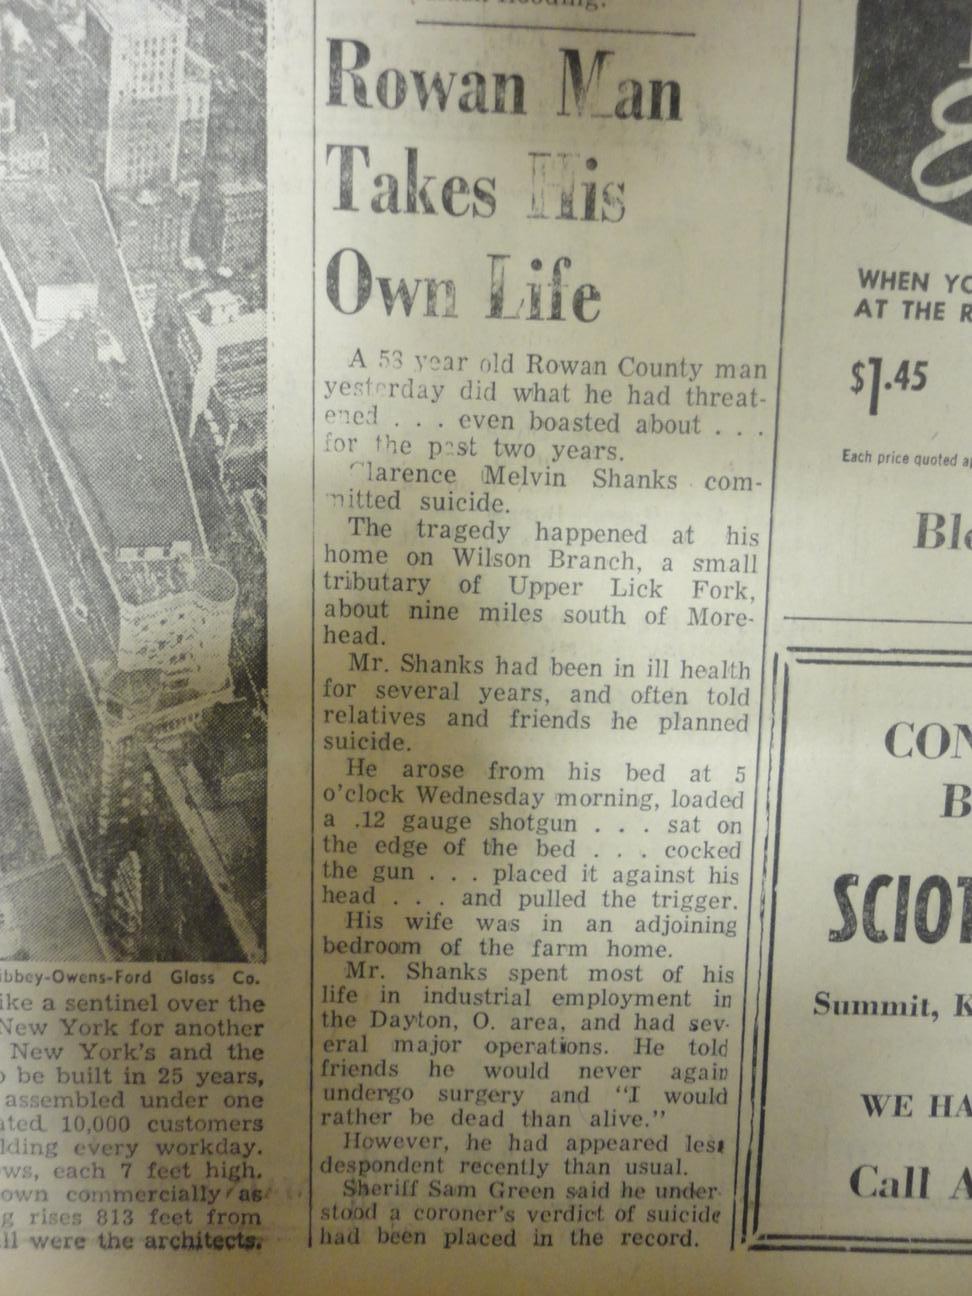 Rowan Man
Takes His
Own Life
A 53 year old Rowan County man
yesterday did what he had threat-
ened . . . even boasted about . . .
for the past two years.
Clarence Melvin Shanks com-
mitted suicide.
The tragedy happened at his
home on Wilson Branch, a small
tributary of Upper Lick Fork,
about nine miles south of More-
head.
Mr. Shanks had been in ill health
for several years, and often told
relatives and friends he planned
suicide.
He arose from his bed at 5
o'clock Wednesday morning, loaded
a .12 gauge shotgun . . . sat on
the edge of the bed . . . cocked
the gun . . . placed it against his
head . . . and pulled the trigger.
His wife was in an adjoining
bedroom of the farm home.
Mr. Shanks spent most of his
life in industrial employment in
the Dayton, O. area, and had sev-
eral major operations. He told
friends he would never again
undergo surgery and "I would
rather be dead than alive."
However, he had appeared less
despondent recently than usual.
Sheriff Sam Green said he under-
stood a coroner's verdict of suicide
had been placed in the record.
ibbey-Owens-Ford Glass Co.
ike a sentinel over the
New York for another
New York's and the
be built in 25 years,
assembled under one
ated 10,000 customers
lding every workday.
ws, each 7 feet high.
own commercially as
g rises 813 feet from
ll were the architects.
WHEN YO
AT THE R
$1.45
Each price quoted ap
Blo
CON
B
SCIOT
Summit, K
WE HA
Call A